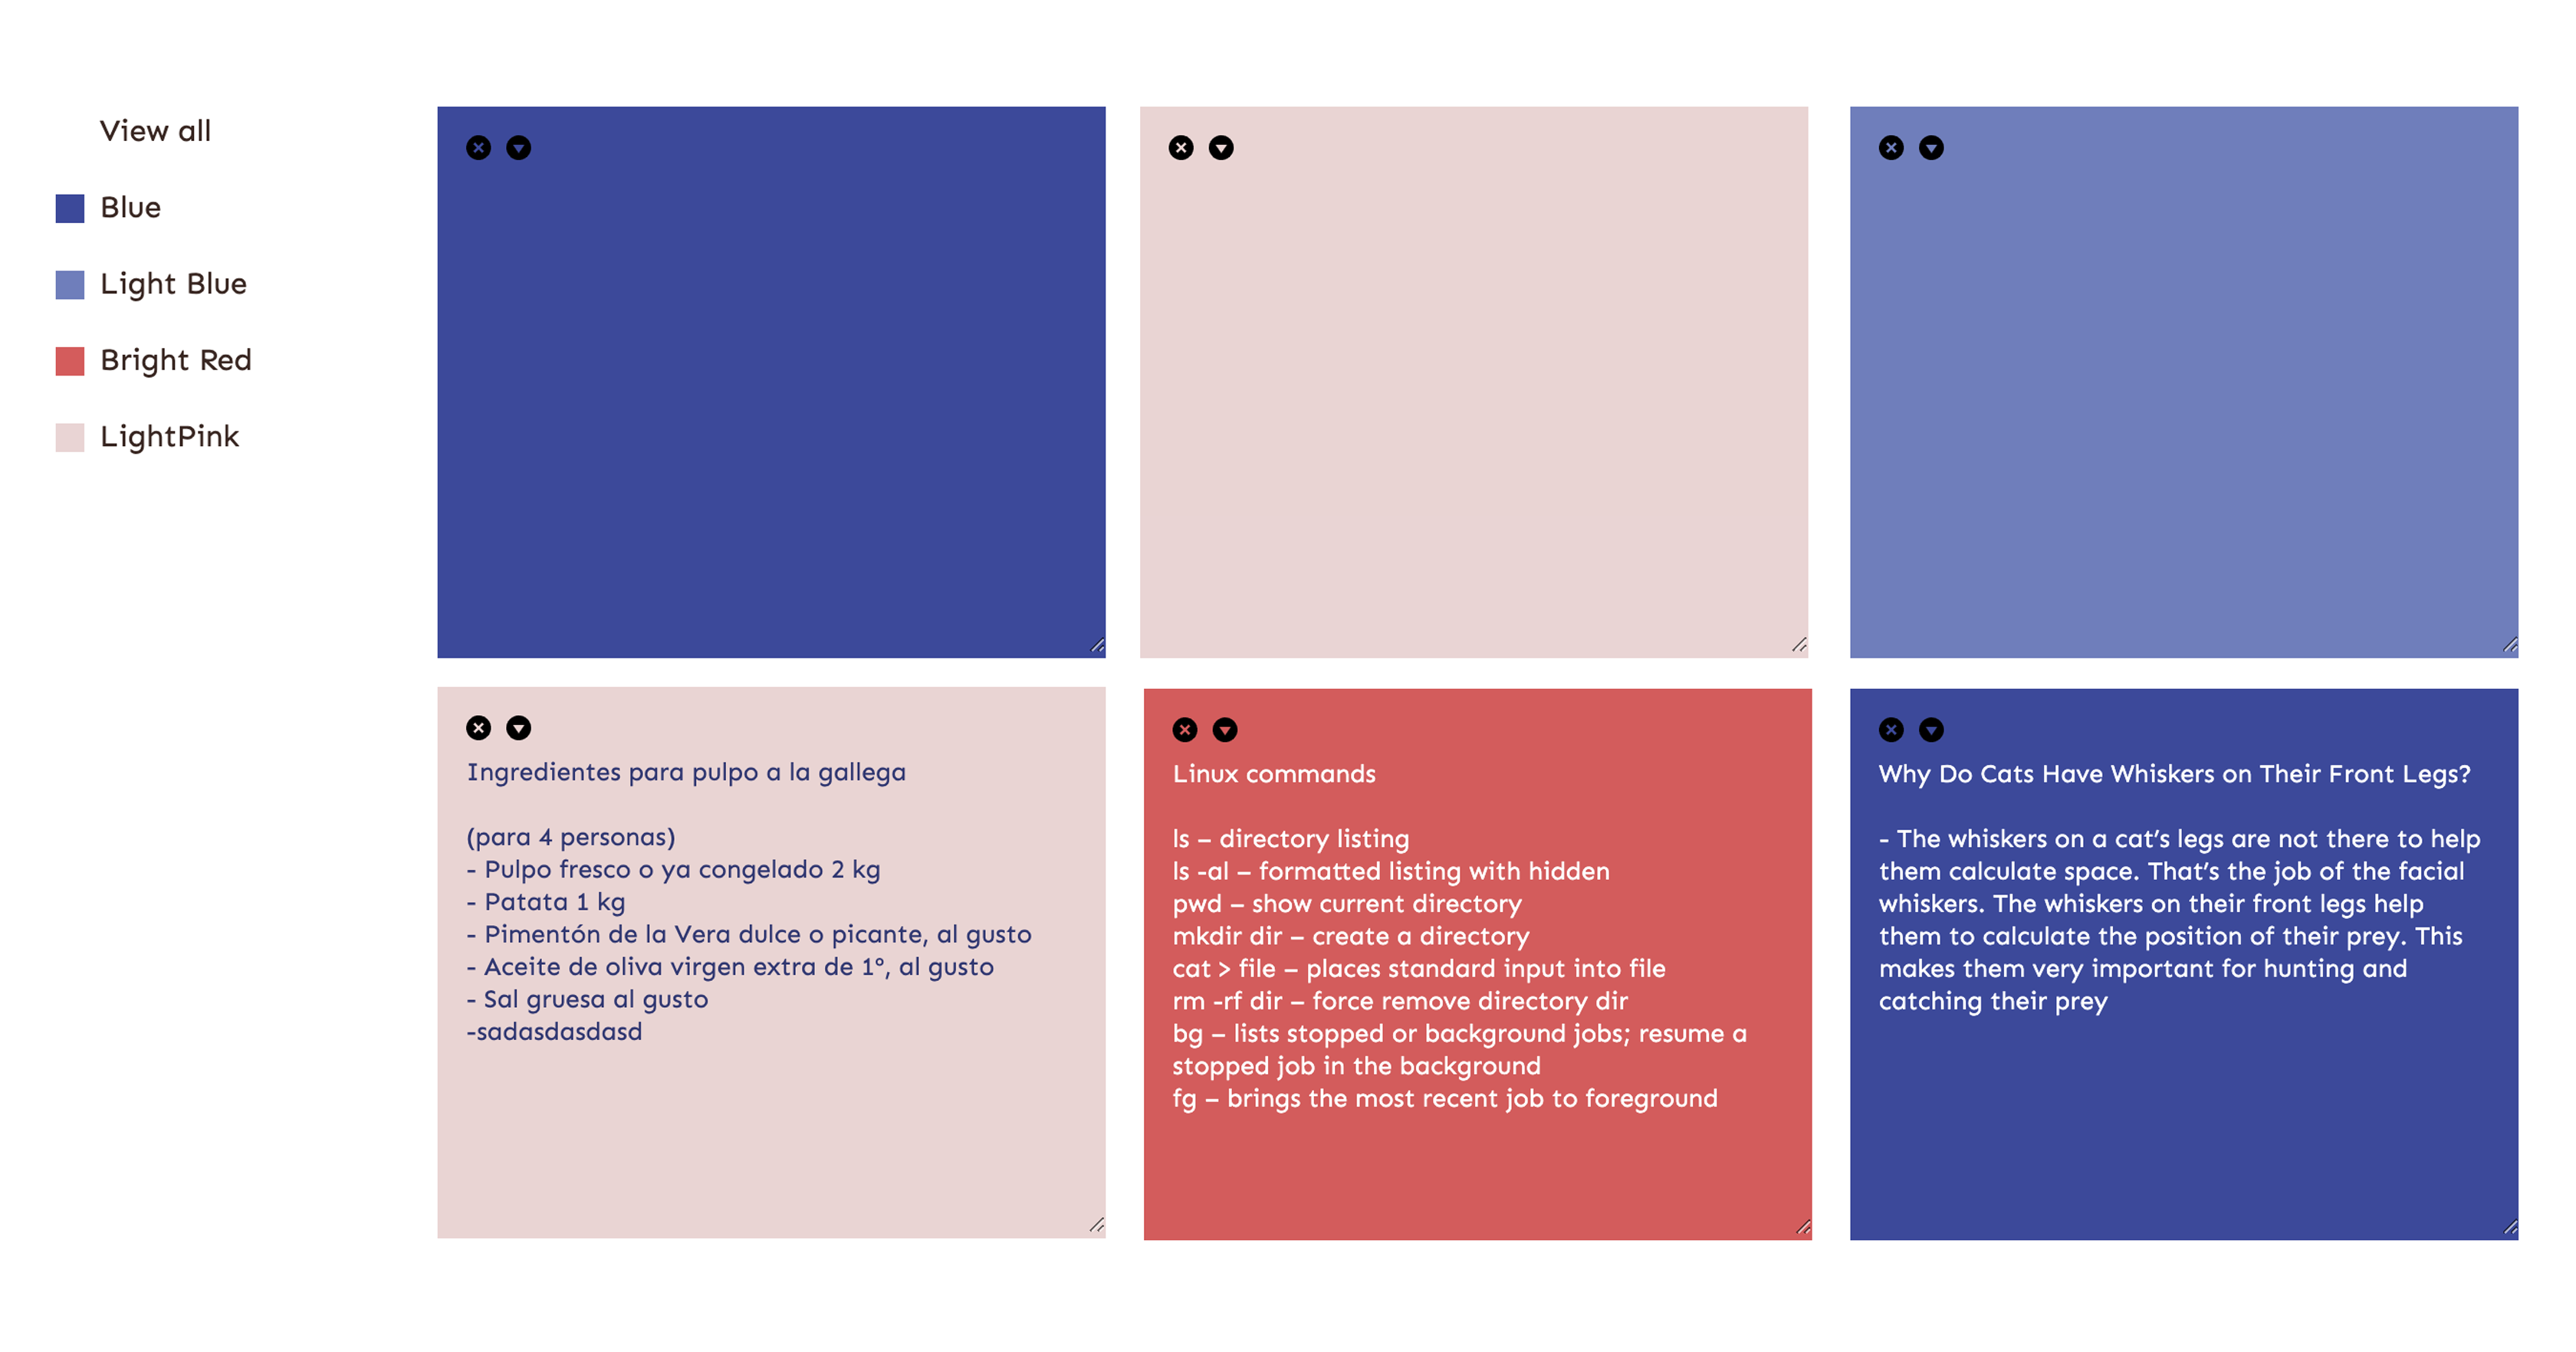 View all
Blue
Light Blue
Bright Red
LightPink
Ingredientes para pulpo a la gallega
(para 4 personas)
- Pulpo fresco o ya congelado 2 kg
- Patata 1 kg
- Pimentón de la Vera dulce o picante, al gusto
- Aceite de oliva virgen extra de 1º, al gusto
- Sal gruesa al gusto
-sadasdasdasd
Linux commands
ls – directory listing
ls -al – formatted listing with hidden
pwd – show current directory
mkdir dir – create a directory
cat > file – places standard input into file
rm -rf dir – force remove directory dir
bg – lists stopped or background jobs; resume a
stopped job in the background
fg – brings the most recent job to foreground
Why Do Cats Have Whiskers on Their Front Legs?
- The whiskers on a cat’s legs are not there to help
them calculate space. That’s the job of the facial
whiskers. The whiskers on their front legs help
them to calculate the position of their prey. This
makes them very important for hunting and
catching their prey